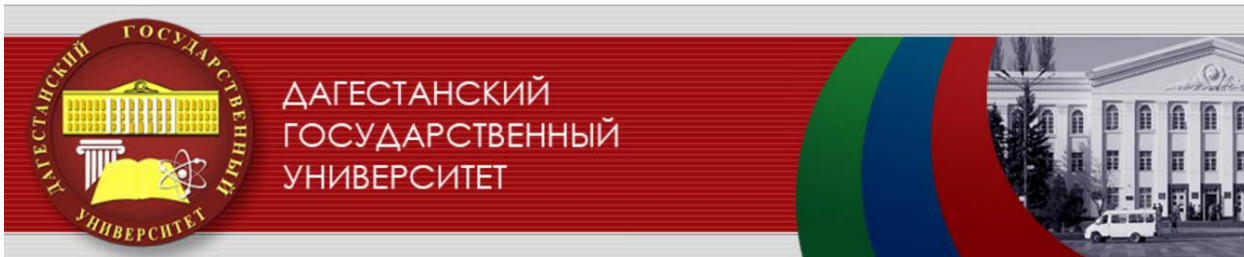 ДАГЕСТАНСКИЙ ГОСУДАРСТВЕННЫЙ
УНИВЕРСИТЕТ
ДАГЕСТАНСКИЙ
ГОСУДАРСТВЕННЫЙ
УНИВЕРСИТЕТ